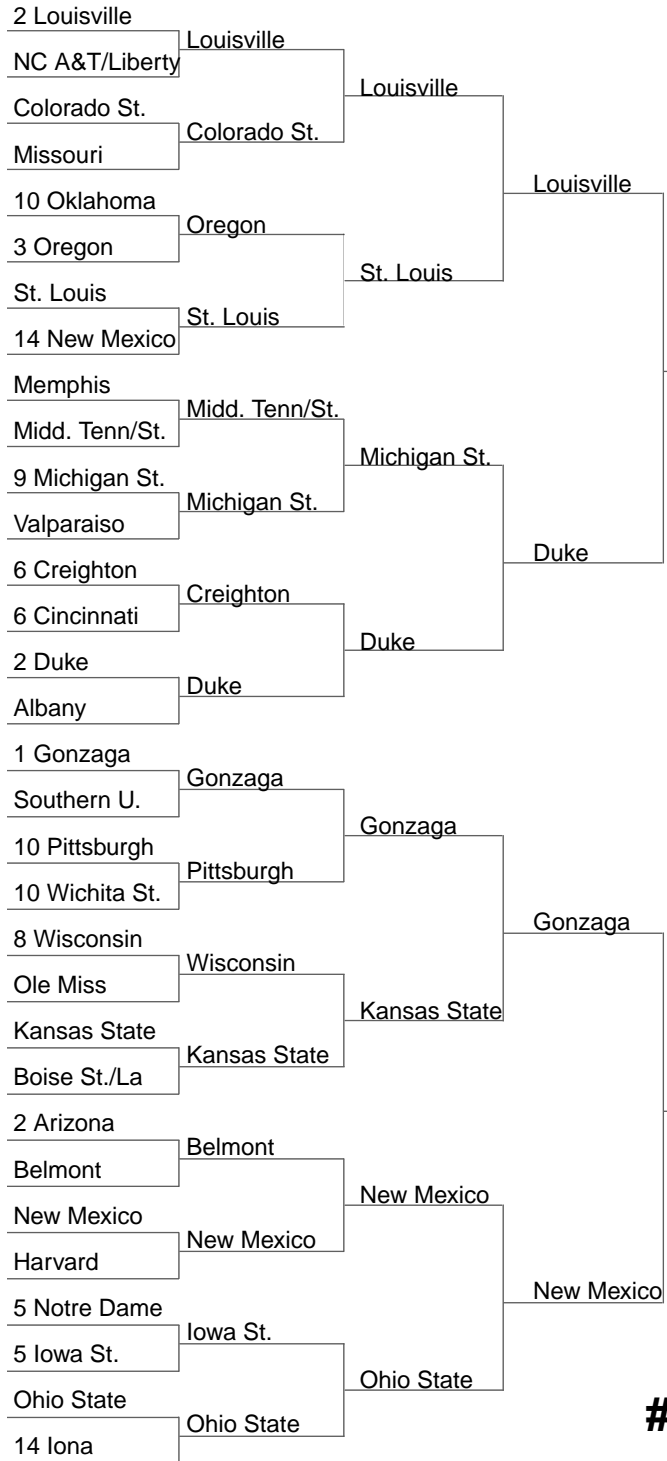 2 Louisville
NC A&T/Liberty
Colorado St.
Missouri
10 Oklahoma
3 Oregon
St. Louis
14 New Mexico
Memphis
Midd. Tenn/St.
9 Michigan St.
Valparaiso
6 Creighton
6 Cincinnati
2 Duke
Albany
1 Gonzaga
Southern U.
10 Pittsburgh
10 Wichita St.
8 Wisconsin
Ole Miss
Kansas State
Boise St./La
2 Arizona
Belmont
New Mexico
Harvard
5 Notre Dame
5 Iowa St.
Ohio State
14 Iona
Louisville
Colorado St.
Oregon
St. Louis
Midd. Tenn/St.
Michigan St.
Creighton
Duke
Gonzaga
Pittsburgh
Wisconsin
Kansas State
Belmont
New Mexico
Iowa St.
Ohio State
Louisville
St. Louis
Michigan St.
Duke
Gonzaga
Kansas State
New Mexico
Ohio State
Louisville
Duke
Gonzaga
New Mexico
#